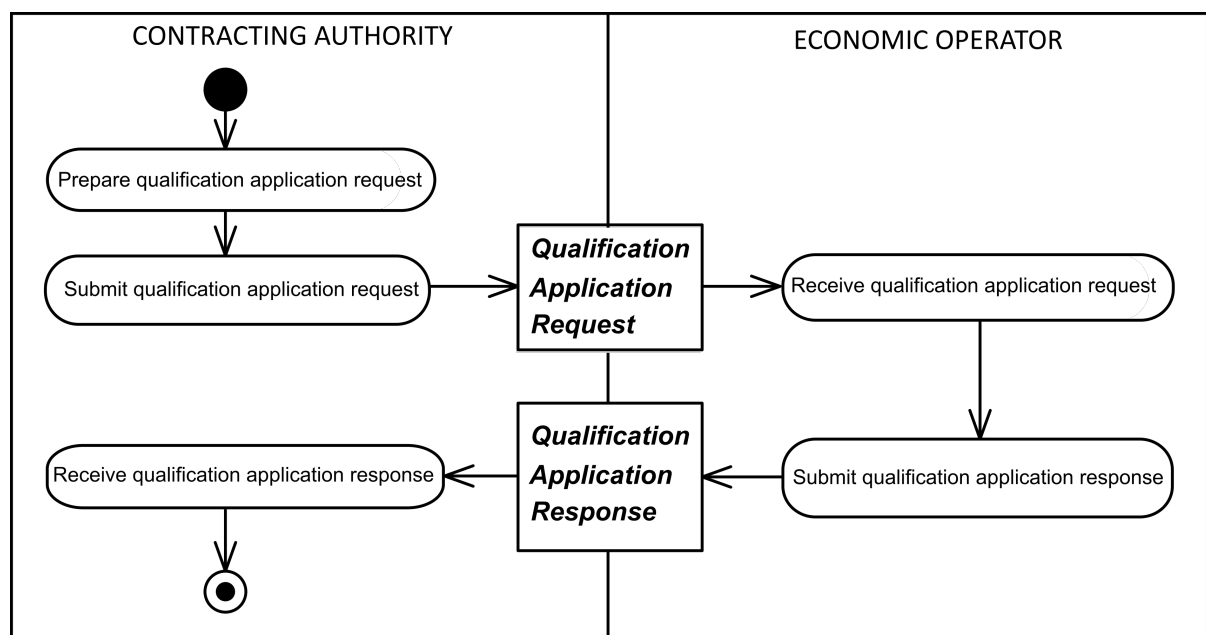 CONTRACTING AUTHORITY
ECONOMIC OPERATOR
Prepare qualification application request
Submit qualification application request
Qualification
Application
Request
Receive qualification application request
Receive qualification application response
Qualification
Application
Response
Submit qualification application response